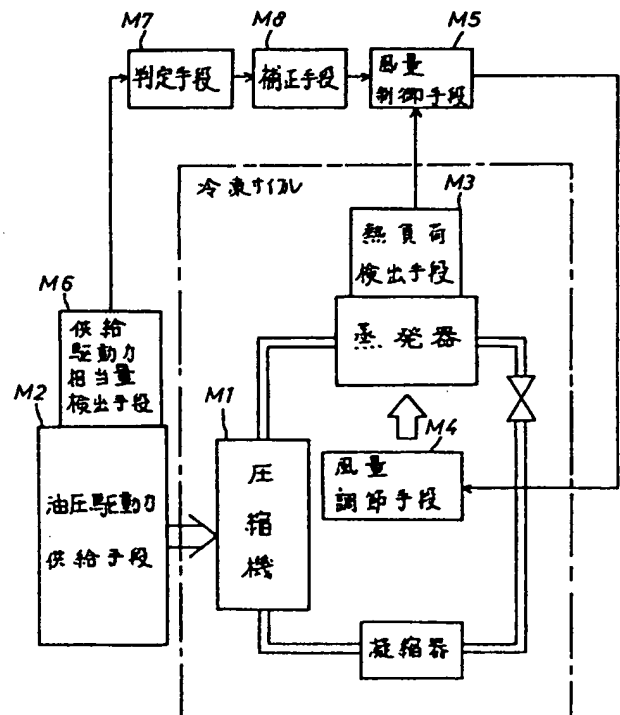 M7
M8
M5
判定手段
補正手段
風量
制御手段
冷凍サイクル
M3
熱負荷
検出手段
M6
供給
駆動力
相当量
検出手段
蒸発器
M2
M1
M4
油圧駆動力
供給手段
圧
縮
機
風量
調節手段
凝縮器